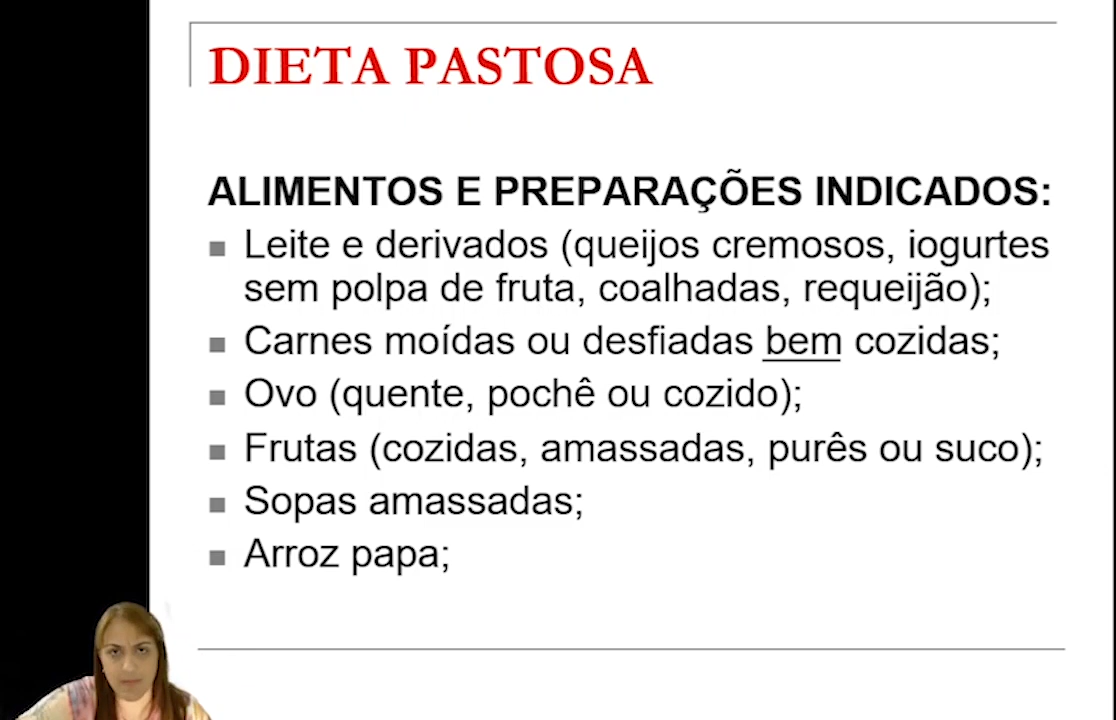 DIETA PASTOSA
ALIMENTOS E PREPARAÇÕES INDICADOS:
Leite e derivados (queijos cremosos, iogurtes
sem polpa de fruta, coalhadas, requeijão);
Carnes moídas ou desfiadas bem cozidas;
Ovo (quente, pochê ou cozido);
Frutas (cozidas, amassadas, purês ou suco);
Sopas amassadas;
Arroz papa;